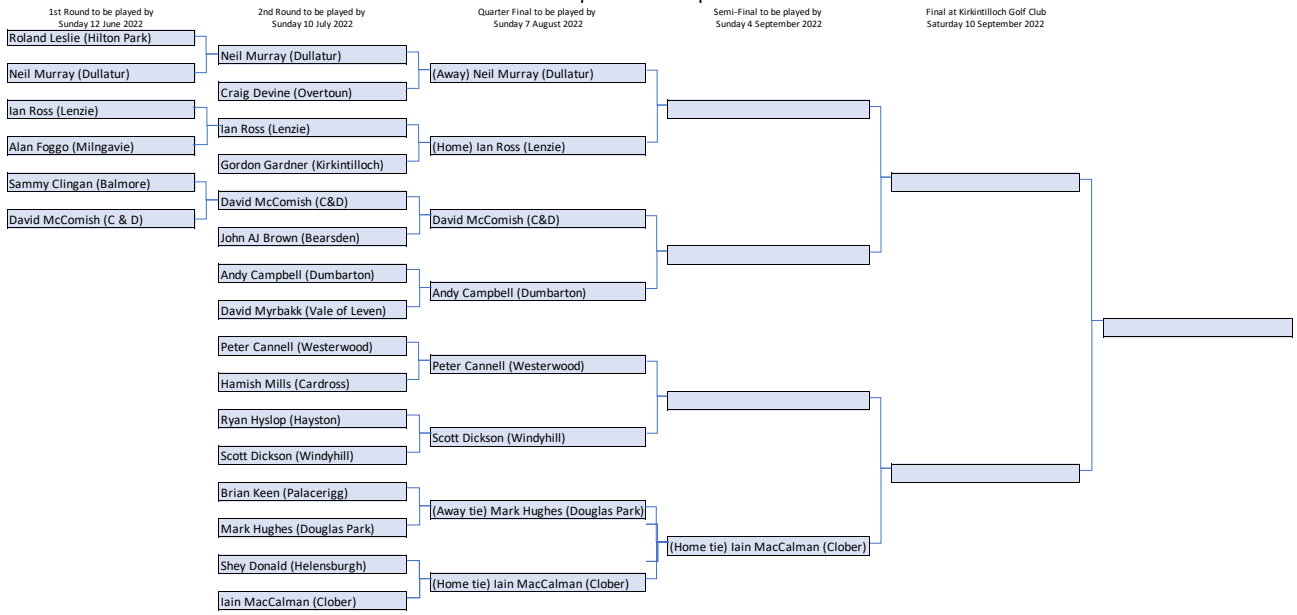 1st Round to be played by
Sunday 12 June 2022
2nd Round to be played by
Sunday 10 July 2022
Quarter Final to be played by
Sunday 7 August 2022
Semi-Final to be played by
Sunday 4 September 2022
Final at Kirkintilloch Golf Club
Saturday 10 September 2022
Roland Leslie (Hilton Park)
Neil Murray (Dullatur)
Ian Ross (Lenzie)
Alan Foggo (Milngavie)
Sammy Clingan (Balmore)
David McComish (C & D)
Neil Murray (Dullatur)
Craig Devine (Overtoun)
Ian Ross (Lenzie)
Gordon Gardner (Kirkintilloch)
David McComish (C&D)
John AJ Brown (Bearsden)
Andy Campbell (Dumbarton)
David Myrbakk (Vale of Leven)
Peter Cannell (Westerwood)
Hamish Mills (Cardross)
Ryan Hyslop (Hayston)
Scott Dickson (Windyhill)
Brian Keen (Palacerigg)
Mark Hughes (Douglas Park)
Shey Donald (Helensburgh)
Iain MacCalman (Clober)
(Away) Neil Murray (Dullatur)
(Home) Ian Ross (Lenzie)
David McComish (C&D)
Andy Campbell (Dumbarton)
Peter Cannell (Westerwood)
Scott Dickson (Windyhill)
(Away tie) Mark Hughes (Douglas Park)
(Home tie) Iain MacCalman (Clober)
(Home tie) Iain MacCalman (Clober)